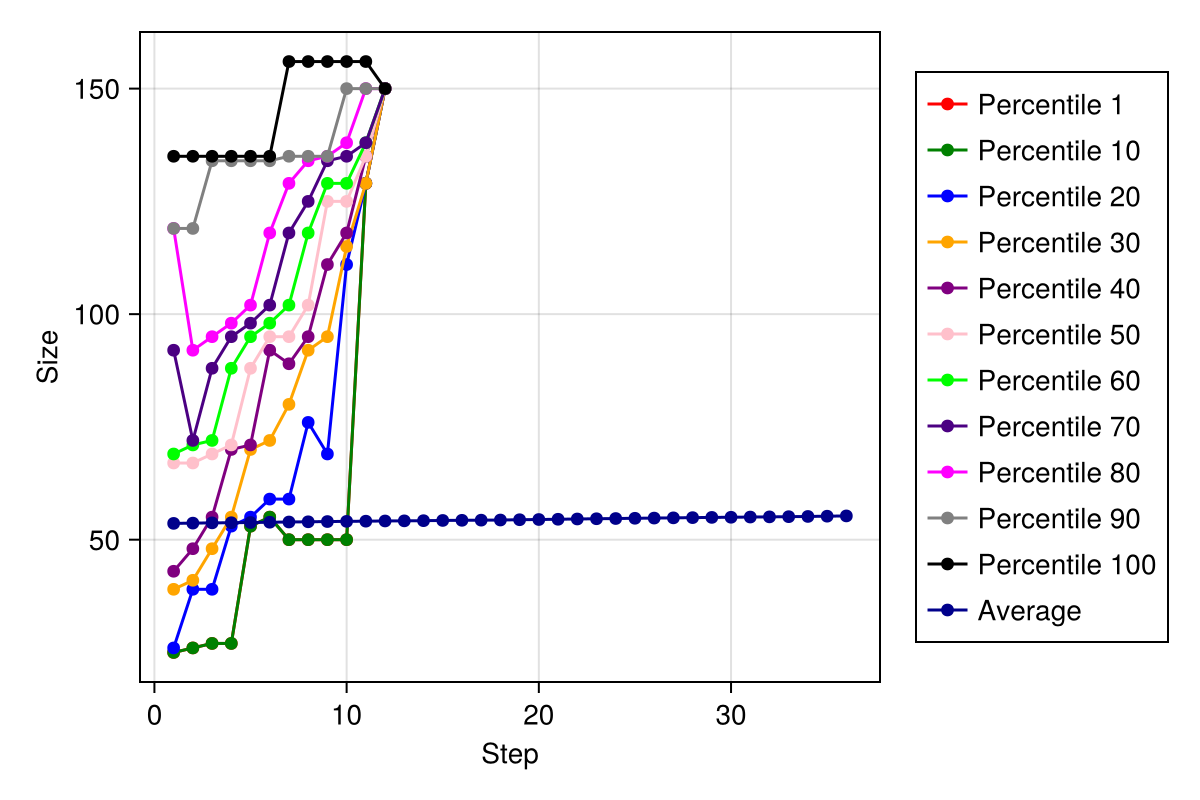 150
100
50
Size
0
10
20
30
Step
Percentile 1
Percentile 10
Percentile 20
Percentile 30
Percentile 40
Percentile 50
Percentile 60
Percentile 70
Percentile 80
Percentile 90
Percentile 100
Average